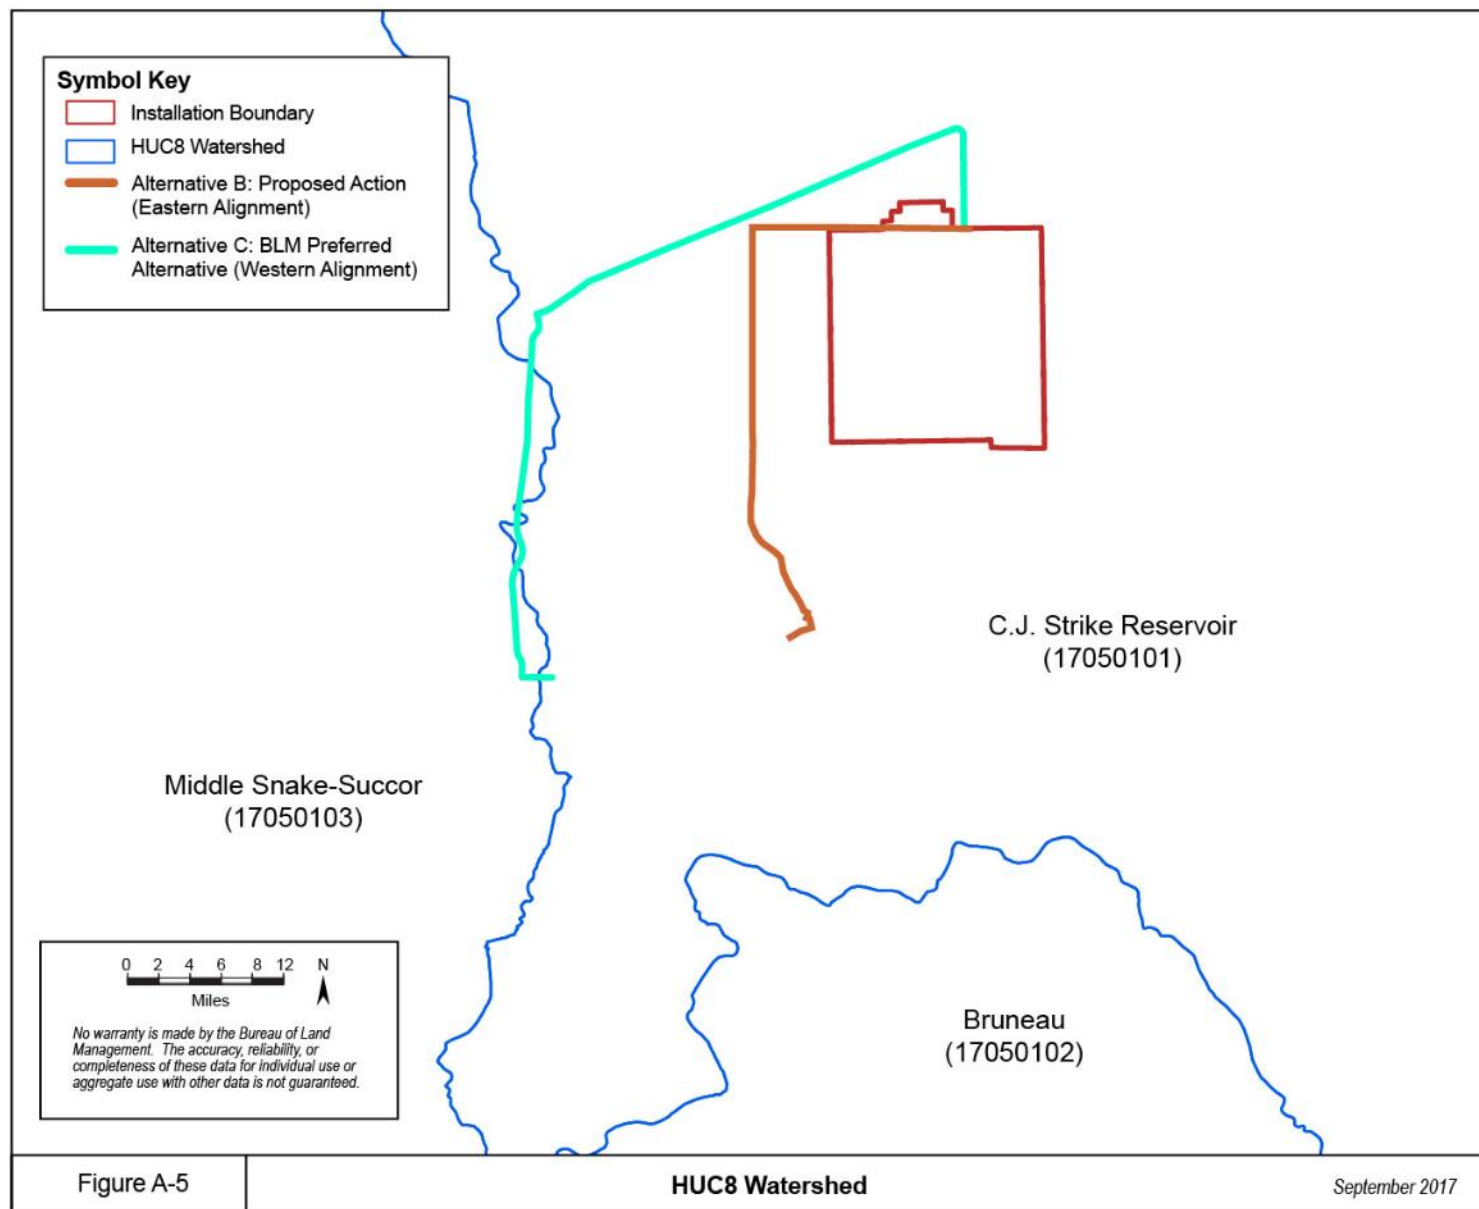 Symbol Key
Installation Boundary
HUC8 Watershed
Alternative B: Proposed Action
(Eastern Alignment)
Alternative C: BLM Preferred
Alternative (Western Alignment)
C.J. Strike Reservoir
(17050101)
Middle Snake-Succor
(17050103)
Bruneau
(17050102)
0 2 4 6 8 12 N
Miles
No warranty is made by the Bureau of Land
Management. The accuracy, reliability, or
completeness of these data for individual use or
aggregate use with other data is not guaranteed.
Figure A-5
HUC8 Watershed
September 2017